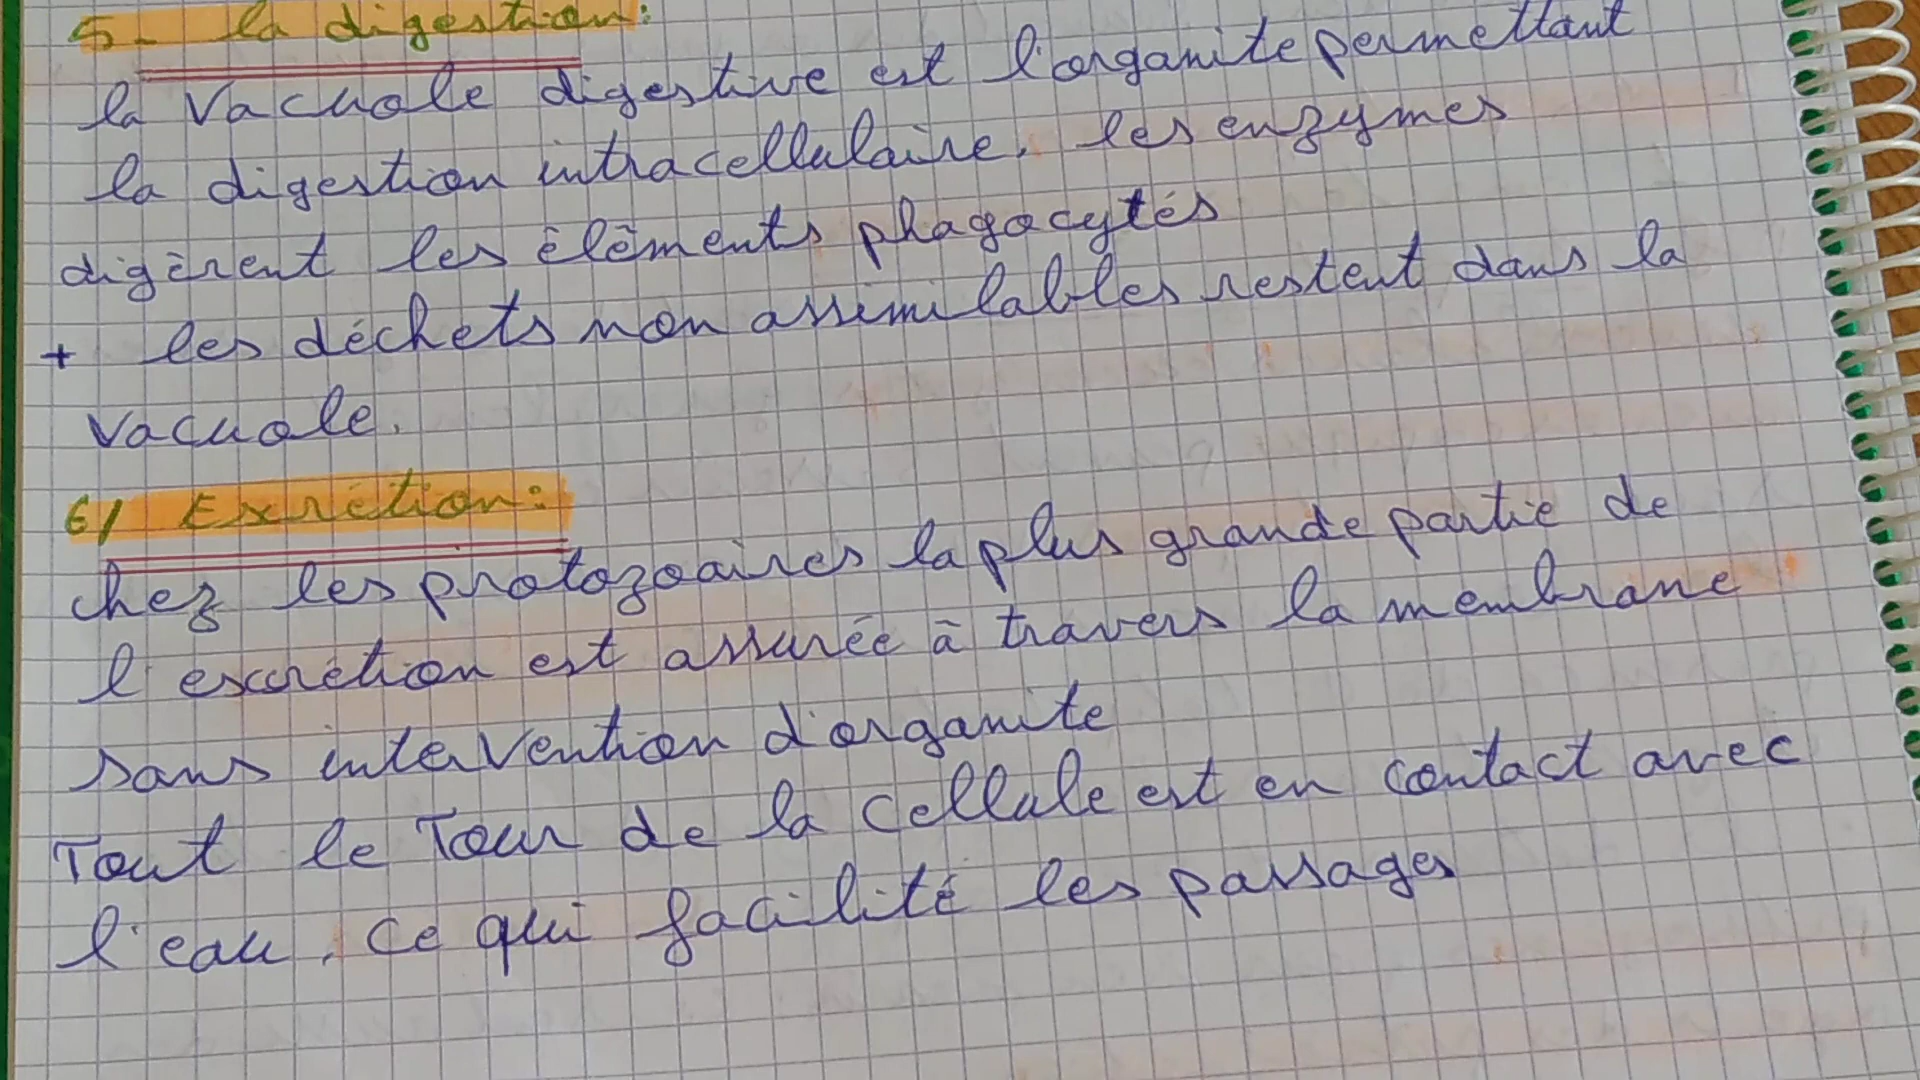 5- la digestion:
la vacuole digestive est l'organite permettant
la digestion intracellulaire. les enzymes
digèrent les éléments phagocytés
+ les déchets non assimilables restent dans la
vacuole.
6/ Exrétion:
chez les protozoaires la plus grande partie de
l'excrétion est assurée à travers la membrane
sans intervention d'organite
Tout le Tour de la cellule est en contact avec
l'eau, ce qui facilité les passages